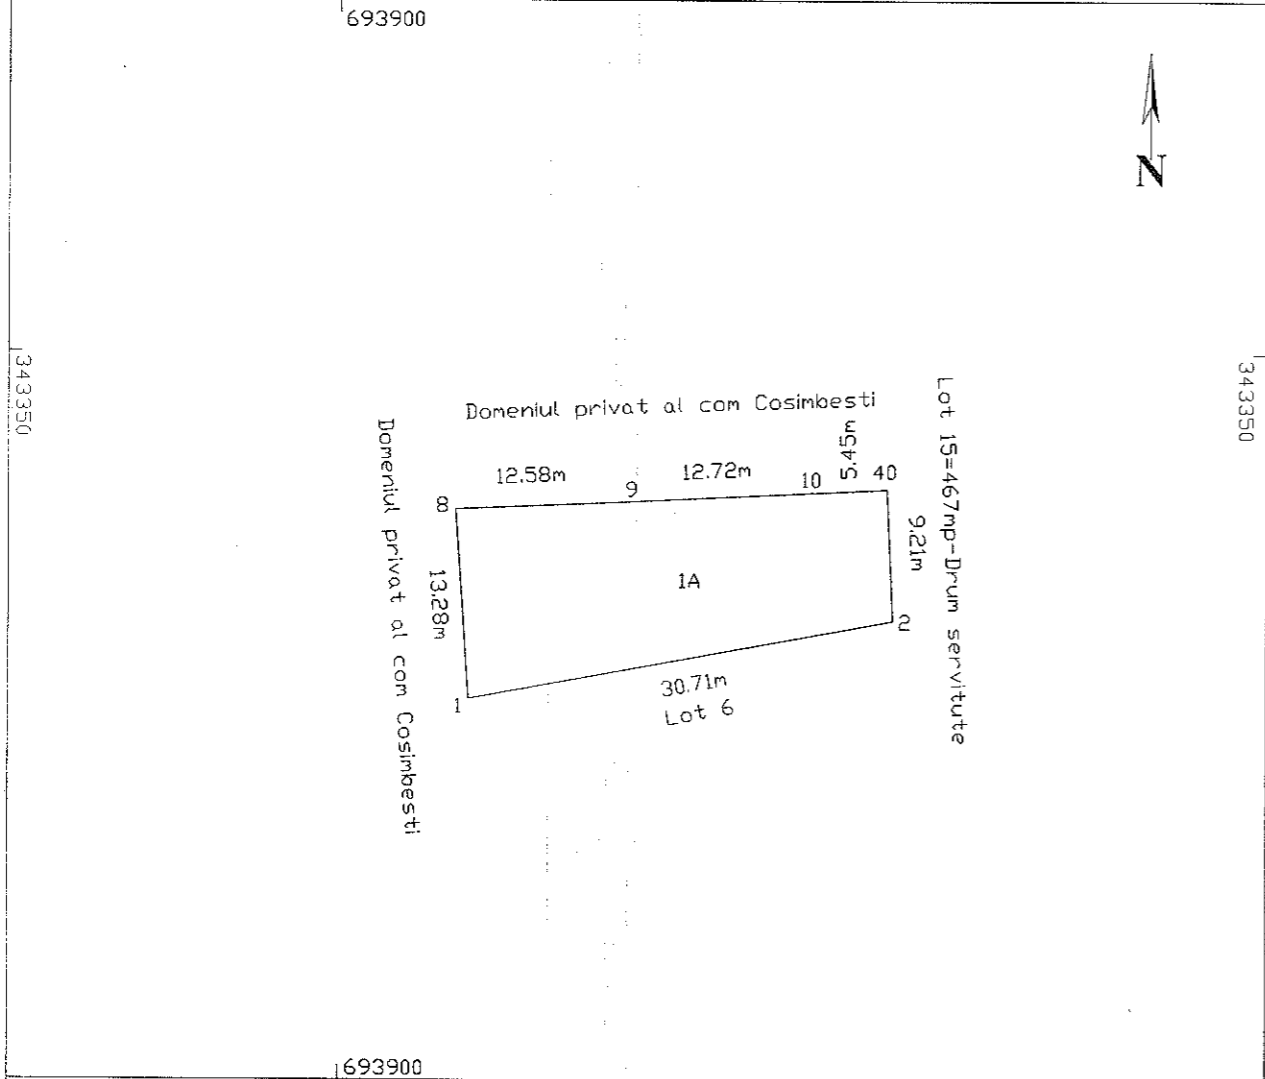 693900
N
343350
343350
Domeniul privat al com Cosimbesti
Lot 15=467mp-Drum servitute
Domeniul privat al com Cosimbesti
12.58m
12.72m
5.45m
8
9
10
40
13.28m
9.21m
1A
2
1
30.71m
Lot 6
693900